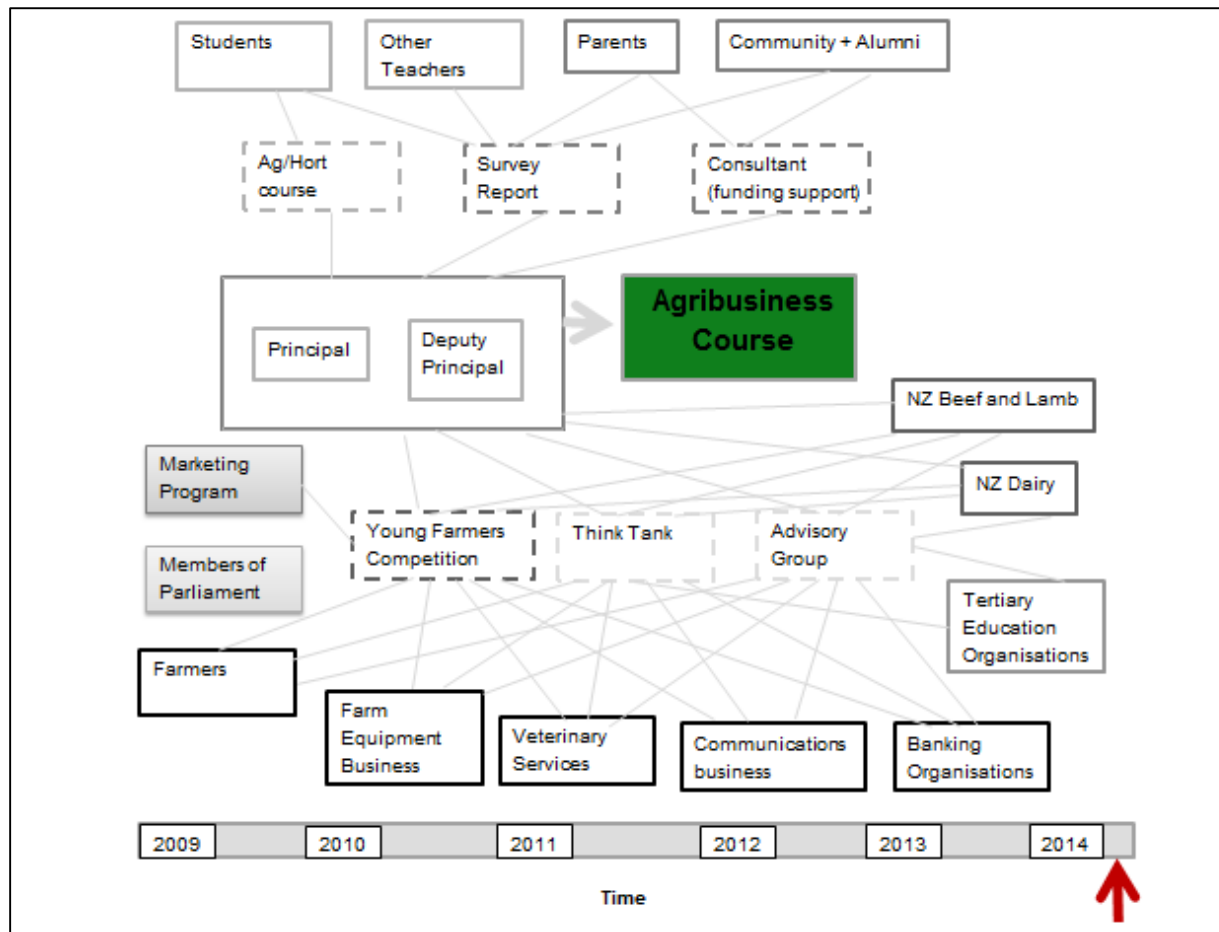 Students
Other
Teachers
Parents
Community + Alumni
Ag/Hort
course
Survey
Report
Consultant
(funding support)
Agribusiness
Course
Principal
Deputy
Principal
NZ Beef and Lamb
Marketing
Program
NZ Dairy
Young Farmers
Competition
Think Tank
Advisory
Group
Members of
Parliament
Tertiary
Education
Organisations
Farmers
Farm
Equipment
Business
Veterinary
Services
Communications
business
Banking
Organisations
2009
2010
2011
2012
2013
2014
Time